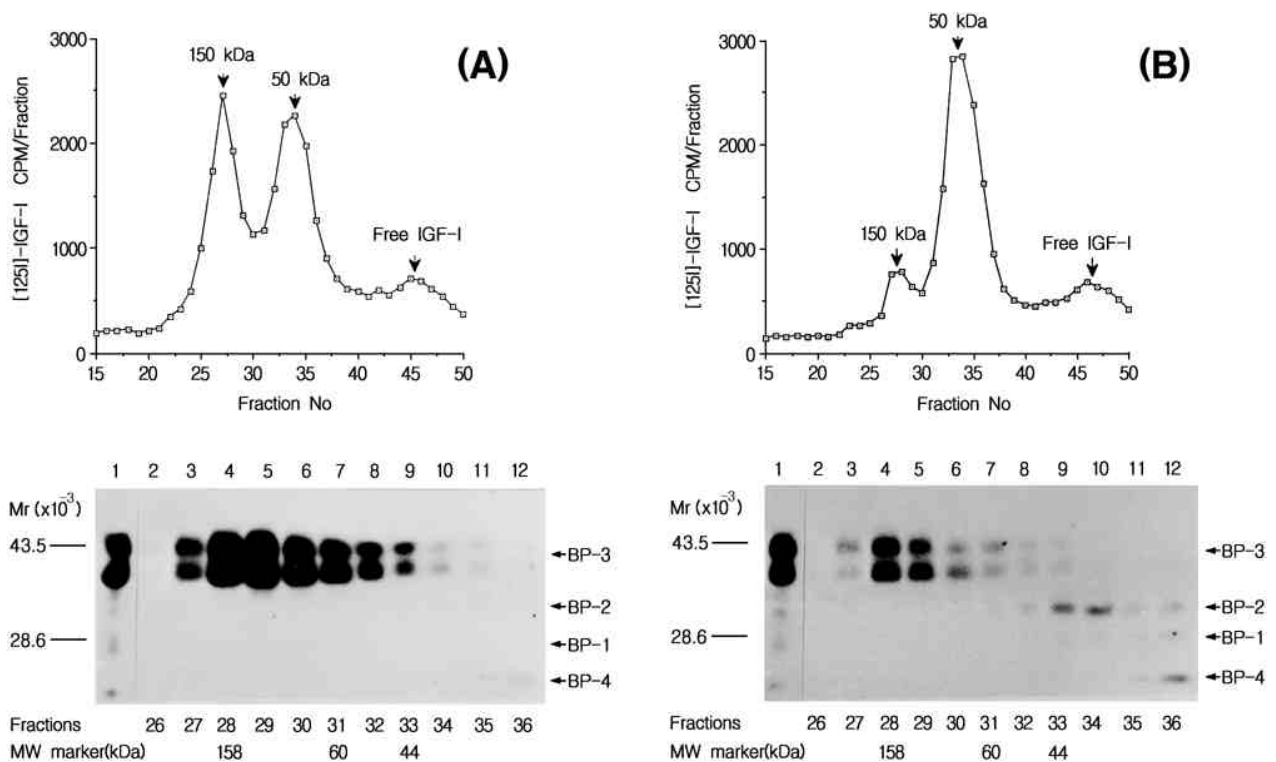 (A)
150 kDa
50 kDa
Free IGF-I
3000
2000
1000
0
[125I]-IGF-I CPM/Fraction
15 20 25 30 35 40 45 50
Fraction No
(B)
50 kDa
150 kDa
Free IGF-I
3000
2000
1000
0
[125I]-IGF-I CPM/Fraction
15 20 25 30 35 40 45 50
Fraction No
1 2 3 4 5 6 7 8 9 10 11 12
Mr (x10⁻³)
43.5
28.6
BP-3
BP-2
BP-1
BP-4
Fractions 26 27 28 29 30 31 32 33 34 35 36
MW marker(kDa) 158 60 44
1 2 3 4 5 6 7 8 9 10 11 12
Mr (x10⁻³)
43.5
28.6
BP-3
BP-2
BP-1
BP-4
Fractions 26 27 28 29 30 31 32 33 34 35 36
MW marker(kDa) 158 60 44